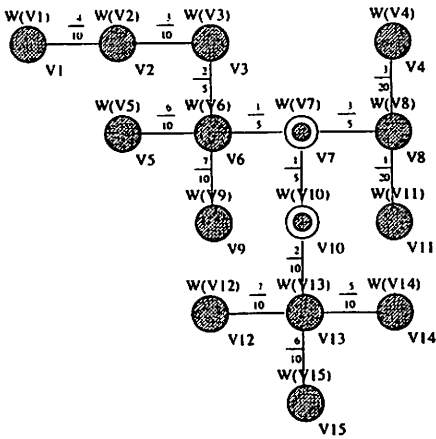 W(V1) W(V2) W(V3) W(V4)
4/10 3/10
V1 V2 V3 V4
2/5 3/20
W(V5) W(V6) W(V7) W(V8)
6/10 1/5 3/5
V5 V6 V7 V8
7/10 1/5 1/20
W(V9) W(V10) W(V11)
V9 V10 V11
2/10
W(V12) W(V13) W(V14)
7/10 5/10
V12 V13 V14
6/10
W(V15)
V15